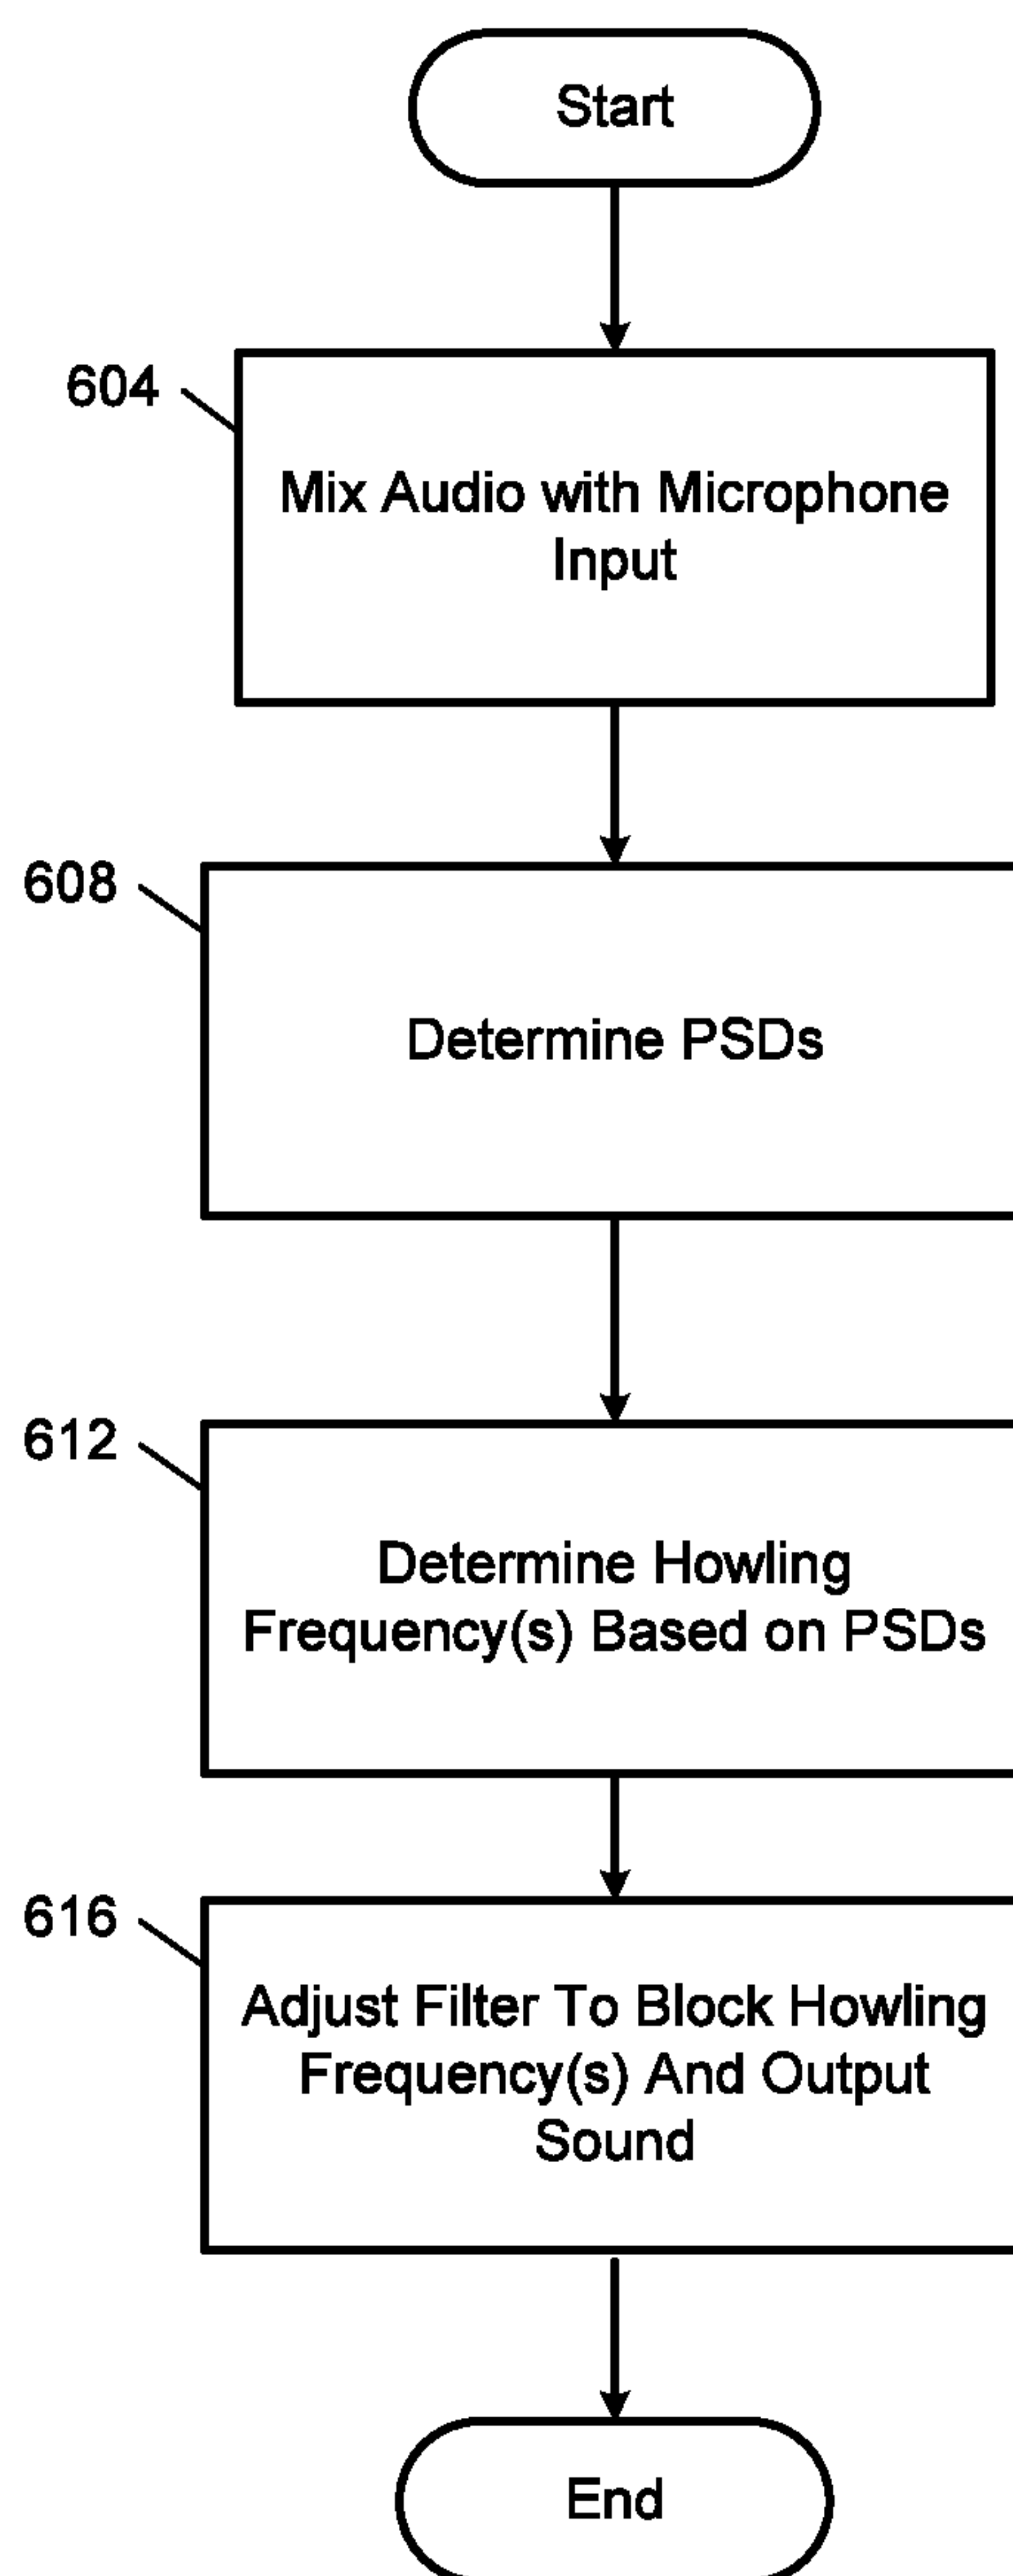 Start
604
Mix Audio with Microphone
Input
608
Determine PSDs
612
Determine Howling
Frequency(s) Based on PSDs
616
Adjust Filter To Block Howling
Frequency(s) And Output
Sound
End